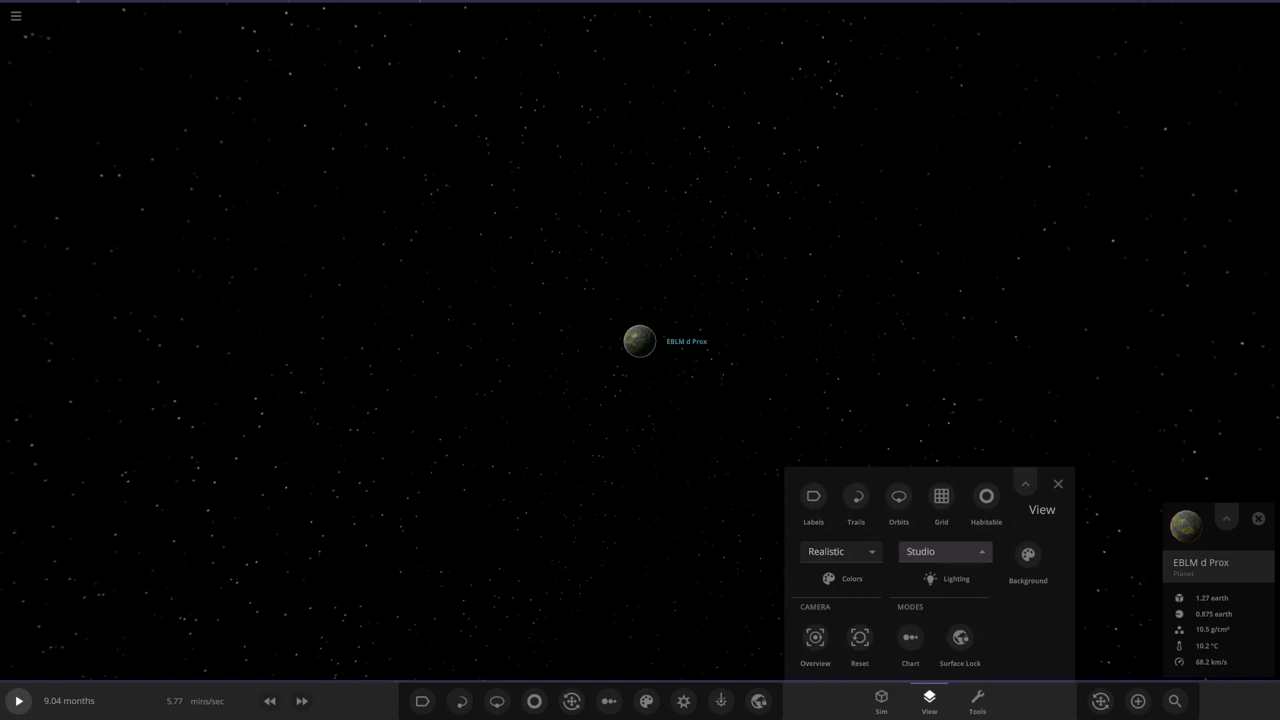 EBLM d Prox
Labels
Trails
Orbits
Grid
Habitable
View
Realistic
Studio
Colors
Lighting
Background
CAMERA
MODES
Overview
Reset
Chart
Surface Lock
EBLM d Prox
Planet
1.27 earth
0.875 earth
10.5 g/cm³
10.2 °C
68.2 km/s
9.04 months
5.77 mins/sec
Sim
View
Tools